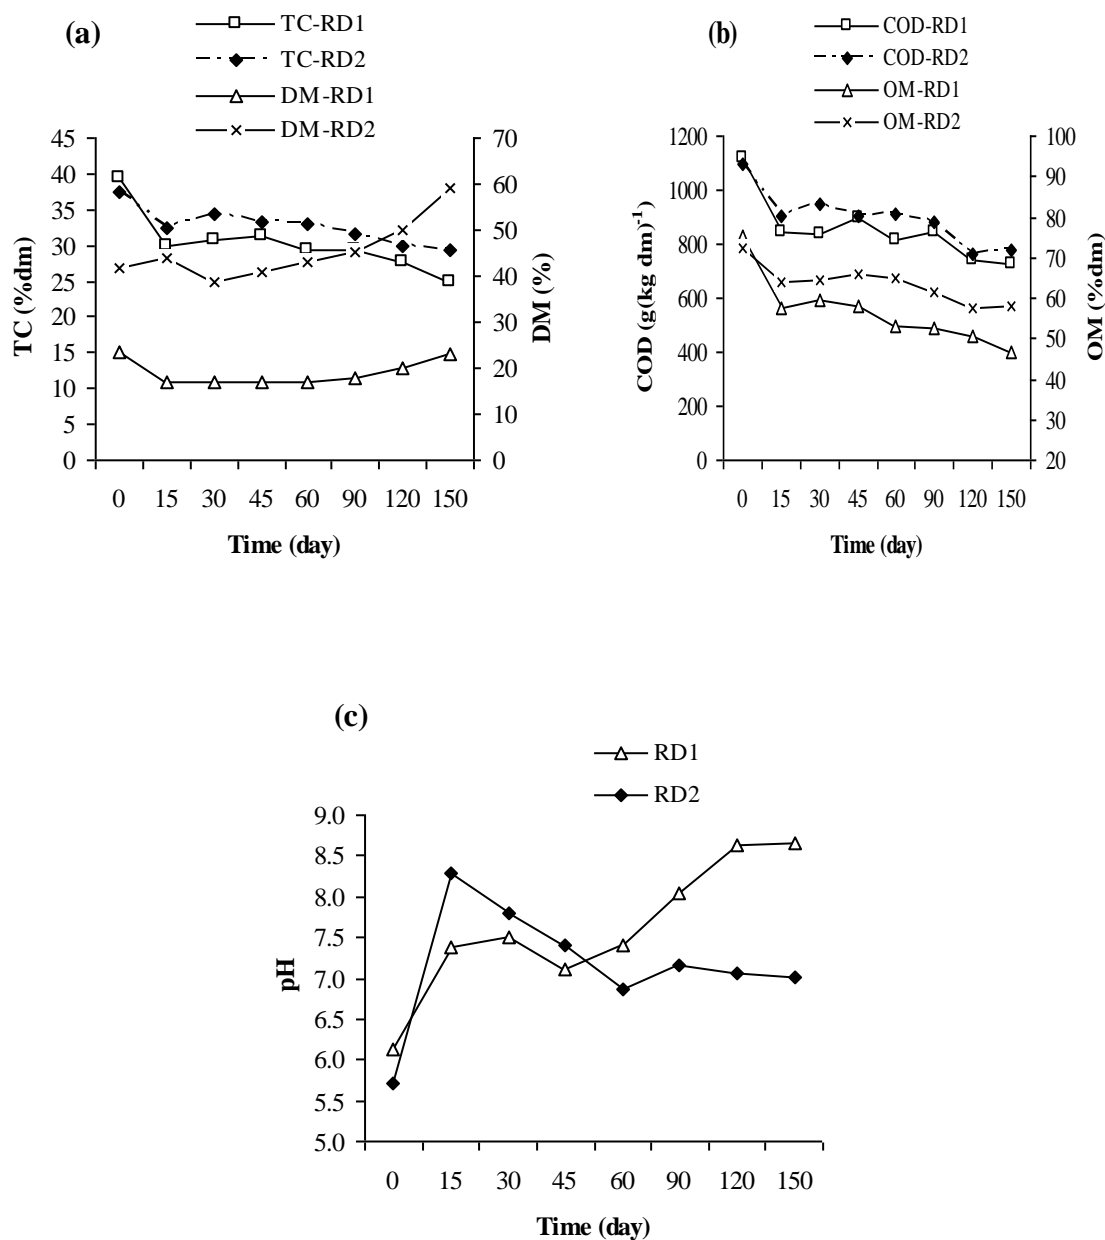 (a)
TC-RD1
TC-RD2
DM-RD1
DM-RD2
45
40
35
30
25
20
15
10
5
0
TC (%dm)
70
60
50
40
30
20
10
0
DM (%)
0 15 30 45 60 90 120 150
Time (day)
(b)
COD-RD1
COD-RD2
OM-RD1
OM-RD2
1200
1000
800
600
400
200
0
COD (g(kg dm)-1)
100
90
80
70
60
50
40
30
20
OM (%dm)
0 15 30 45 60 90 120 150
Time (day)
(c)
RD1
RD2
9.0
8.5
8.0
7.5
7.0
6.5
6.0
5.5
5.0
pH
0 15 30 45 60 90 120 150
Time (day)